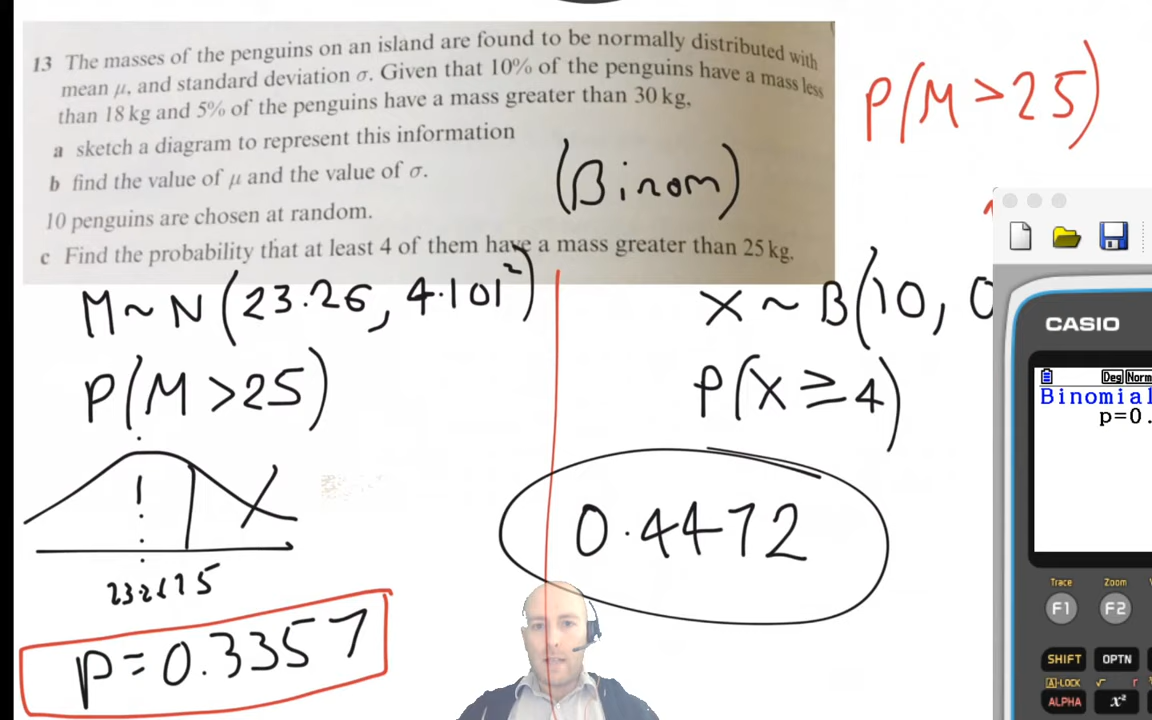 13 The masses of the penguins on an island are found to be normally distributed with
mean μ, and standard deviation σ. Given that 10% of the penguins have a mass less
than 18 kg and 5% of the penguins have a mass greater than 30 kg,
a sketch a diagram to represent this information
b find the value of μ and the value of σ.
10 penguins are chosen at random.
c Find the probability that at least 4 of them have a mass greater than 25 kg.
(Binom)
P(M>25)
M~N(23.26, 4.101²)
P(M>25)
23.26 25
p=0.3357
X~B(10, 0
P(X≥4)
0.4472
CASIO
Deg Norm
Binomial
p=0.
Trace Zoom
F1 F2
SHIFT OPTN
A-LOCK √ r
ALPHA x²